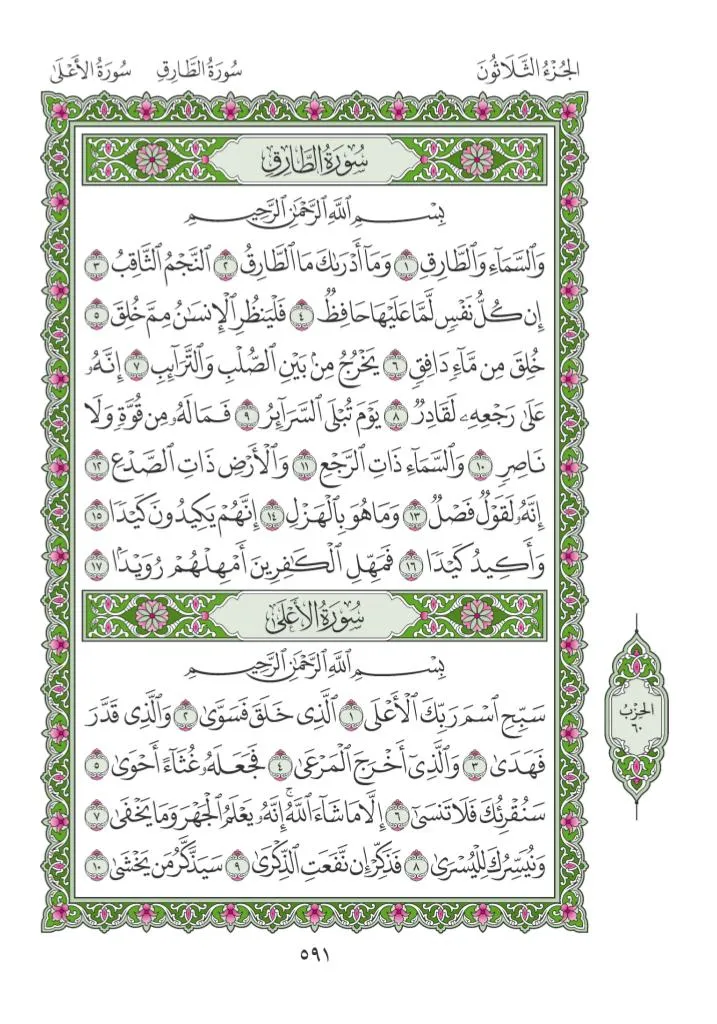 الجُزْءُ الثَّلَاثُونَ
سُورَةُ الطَّارِقِ
سُورَةُ الأَعْلَىٰ
سُورَةُ الطَّارِقِ
بِسْمِ ٱللَّهِ ٱلرَّحْمَٰنِ ٱلرَّحِيمِ
وَٱلسَّمَآءِ وَٱلطَّارِقِ ١ وَمَآ أَدْرَىٰكَ مَا ٱلطَّارِقُ ٢ ٱلنَّجْمُ ٱلثَّاقِبُ ٣
إِن كُلُّ نَفْسٍ لَّمَّا عَلَيْهَا حَافِظٌ ٤ فَلْيَنظُرِ ٱلْإِنسَٰنُ مِمَّ خُلِقَ ٥
خُلِقَ مِن مَّآءٍ دَافِقٍ ٦ يَخْرُجُ مِنۢ بَيْنِ ٱلصُّلْبِ وَٱلتَّرَآئِبِ ٧ إِنَّهُۥ
عَلَىٰ رَجْعِهِۦ لَقَادِرٌ ٨ يَوْمَ تُبْلَى ٱلسَّرَآئِرُ ٩ فَمَا لَهُۥ مِن قُوَّةٍ وَلَا
نَاصِرٍ ١٠ وَٱلسَّمَآءِ ذَاتِ ٱلرَّجْعِ ١١ وَٱلْأَرْضِ ذَاتِ ٱلصَّدْعِ ١٢
إِنَّهُۥ لَقَوْلٌ فَصْلٌ ١٣ وَمَا هُوَ بِٱلْهَزْلِ ١٤ إِنَّهُمْ يَكِيدُونَ كَيْدًا ١٥
وَأَكِيدُ كَيْدًا ١٦ فَمَهِّلِ ٱلْكَٰفِرِينَ أَمْهِلْهُمْ رُوَيْدًۢا ١٧
سُورَةُ الأَعْلَىٰ
بِسْمِ ٱللَّهِ ٱلرَّحْمَٰنِ ٱلرَّحِيمِ
سَبِّحِ ٱسْمَ رَبِّكَ ٱلْأَعْلَى ١ ٱلَّذِى خَلَقَ فَسَوَّىٰ ٢ وَٱلَّذِى قَدَّرَ
فَهَدَىٰ ٣ وَٱلَّذِىٓ أَخْرَجَ ٱلْمَرْعَىٰ ٤ فَجَعَلَهُۥ غُثَآءً أَحْوَىٰ ٥
سَنُقْرِئُكَ فَلَا تَنسَىٰٓ ٦ إِلَّا مَا شَآءَ ٱللَّهُۚ إِنَّهُۥ يَعْلَمُ ٱلْجَهْرَ وَمَا يَخْفَىٰ ٧
وَنُيَسِّرُكَ لِلْيُسْرَىٰ ٨ فَذَكِّرْ إِن نَّفَعَتِ ٱلذِّكْرَىٰ ٩ سَيَذَّكَّرُ مَن يَخْشَىٰ ١٠
الحِزْبُ
٦٠
٥٩١